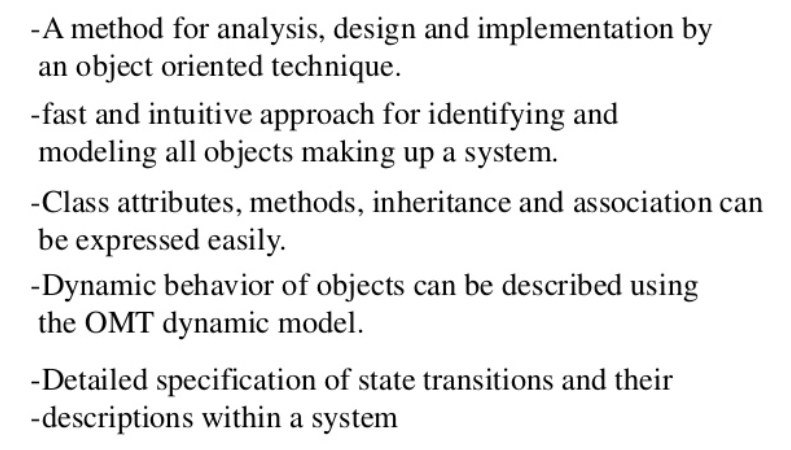 -A method for analysis, design and implementation by
an object oriented technique.
-fast and intuitive approach for identifying and
modeling all objects making up a system.
-Class attributes, methods, inheritance and association can
be expressed easily.
-Dynamic behavior of objects can be described using
the OMT dynamic model.
-Detailed specification of state transitions and their
-descriptions within a system